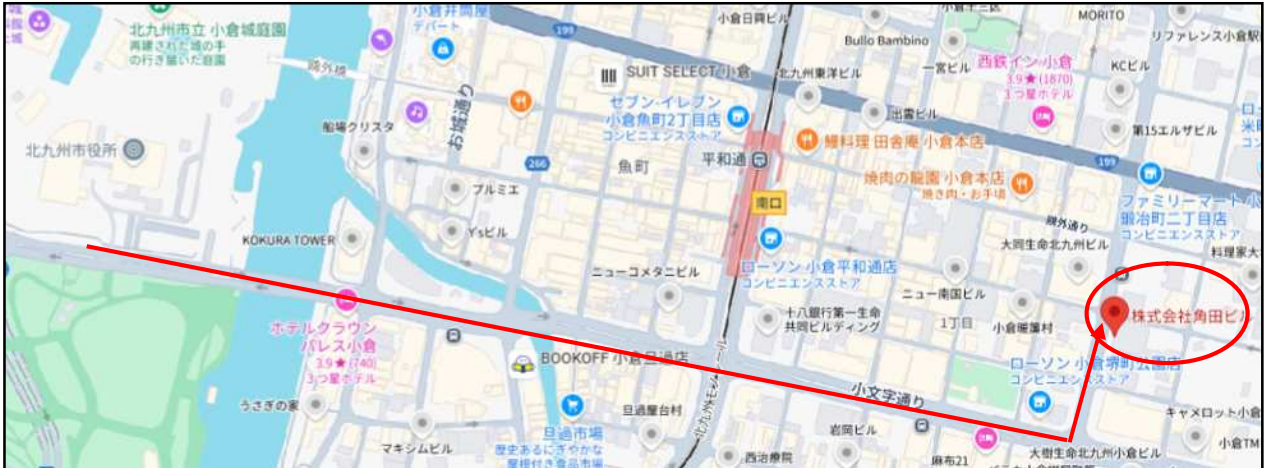 北九州市立 小倉城庭園
再建された城の手
の行き届いた庭園
小倉井筒屋
デパート
199
小倉日興ビル
Bullo Bambino
一宮ビル
西鉄イン小倉
3.9★(1870)
3つ星ホテル
MORITO
リファレンス小倉駅
KCビル
SUIT SELECT 小倉
北九州東洋ビル
お城通り
セブン-イレブン
小倉魚町2丁目店
コンビニエンスストア
出雲ビル
第15エルザビル
船場クリスタ
北九州市役所
266
魚町
平和通
鰻料理 田舎庵 小倉本店
焼肉の龍園 小倉本店
焼き肉・お手頃
199
ファミリーマート 小
鍛冶町二丁目店
コンビニエンスストア
プルミエ
南口
Y'sビル
KOKURA TOWER
大同生命北九州ビル
料理家大
ローソン 小倉平和通店
コンビニエンスストア
ニューコメタニビル
ニュー南国ビル
十八銀行第一生命
共同ビルディング
1丁目
株式会社角田ビル
ホテルクラウン
パレス小倉
3.9★(740)
3つ星ホテル
BOOKOFF 小倉旦過店
ローソン 小倉堺町公園店
コンビニエンスストア
小文字通り
うさぎの家
旦過屋台村
キャメロット小倉
マキシムビル
旦過市場
歴史あるにぎやかな
屋根付き食品市場
北九州モノレール
西治療院
岩岡ビル
麻布21
大樹生命北九州小倉ビル
小倉TM